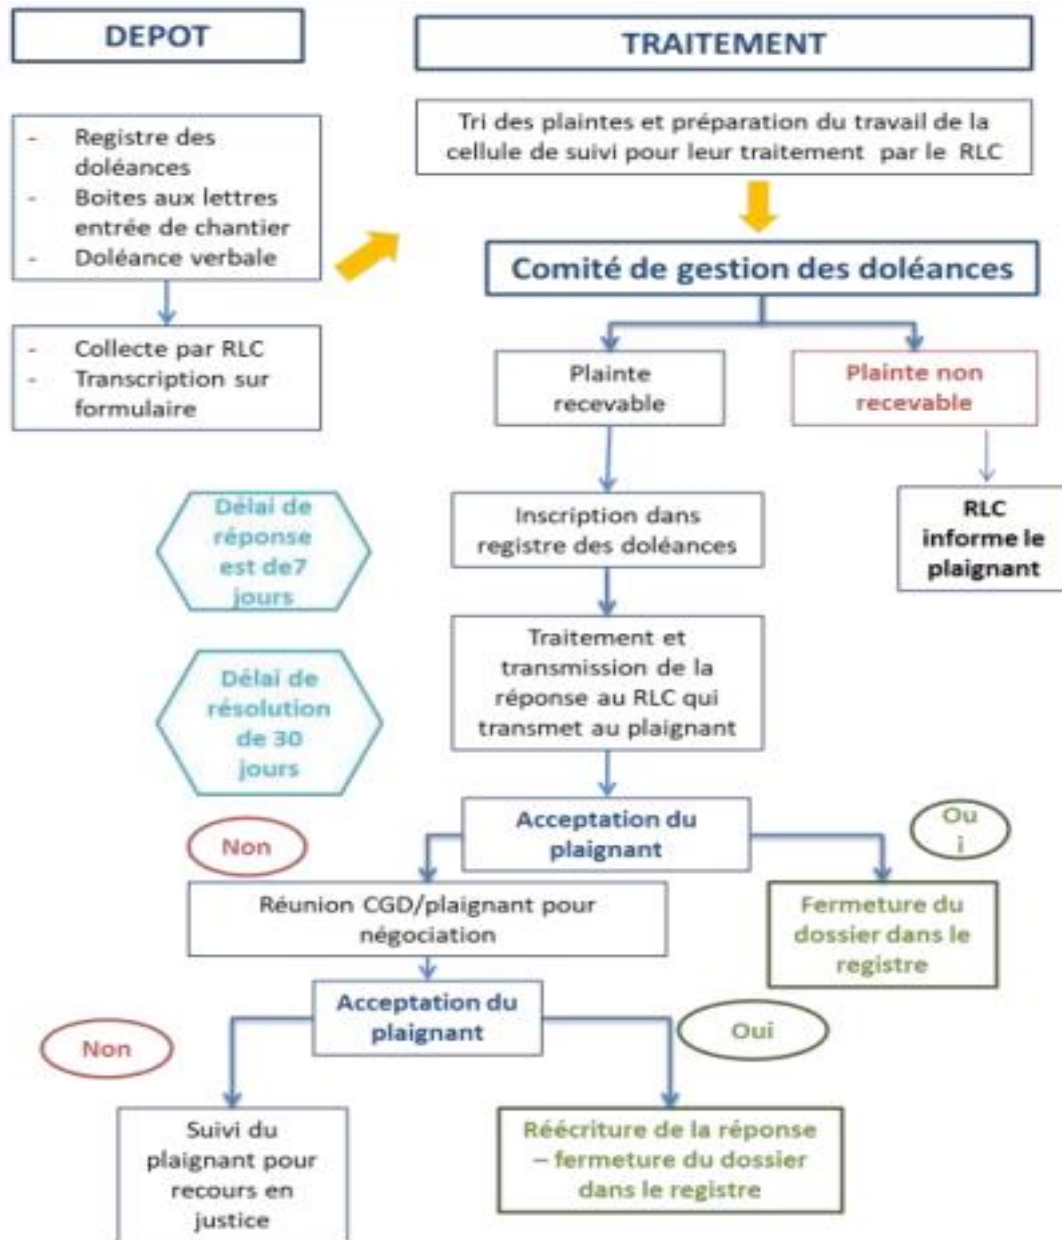 DEPOT
- Registre des
doléances
- Boites aux lettres
entrée de chantier
- Doléance verbale
- Collecte par RLC
- Transcription sur
formulaire
TRAITEMENT
Tri des plaintes et préparation du travail de la
cellule de suivi pour leur traitement par le RLC
Comité de gestion des doléances
Plainte
recevable
Plainte non
recevable
RLC
informe le
plaignant
Délai de
réponse
est de7
jours
Inscription dans
registre des doléances
Délai de
résolution
de 30
jours
Traitement et
transmission de la
réponse au RLC qui
transmet au plaignant
Acceptation du
plaignant
Non
Ou
i
Réunion CGD/plaignant pour
négociation
Fermeture du
dossier dans le
registre
Acceptation du
plaignant
Non
Oui
Suivi du
plaignant pour
recours en
justice
Réécriture de la réponse
– fermeture du dossier
dans le registre